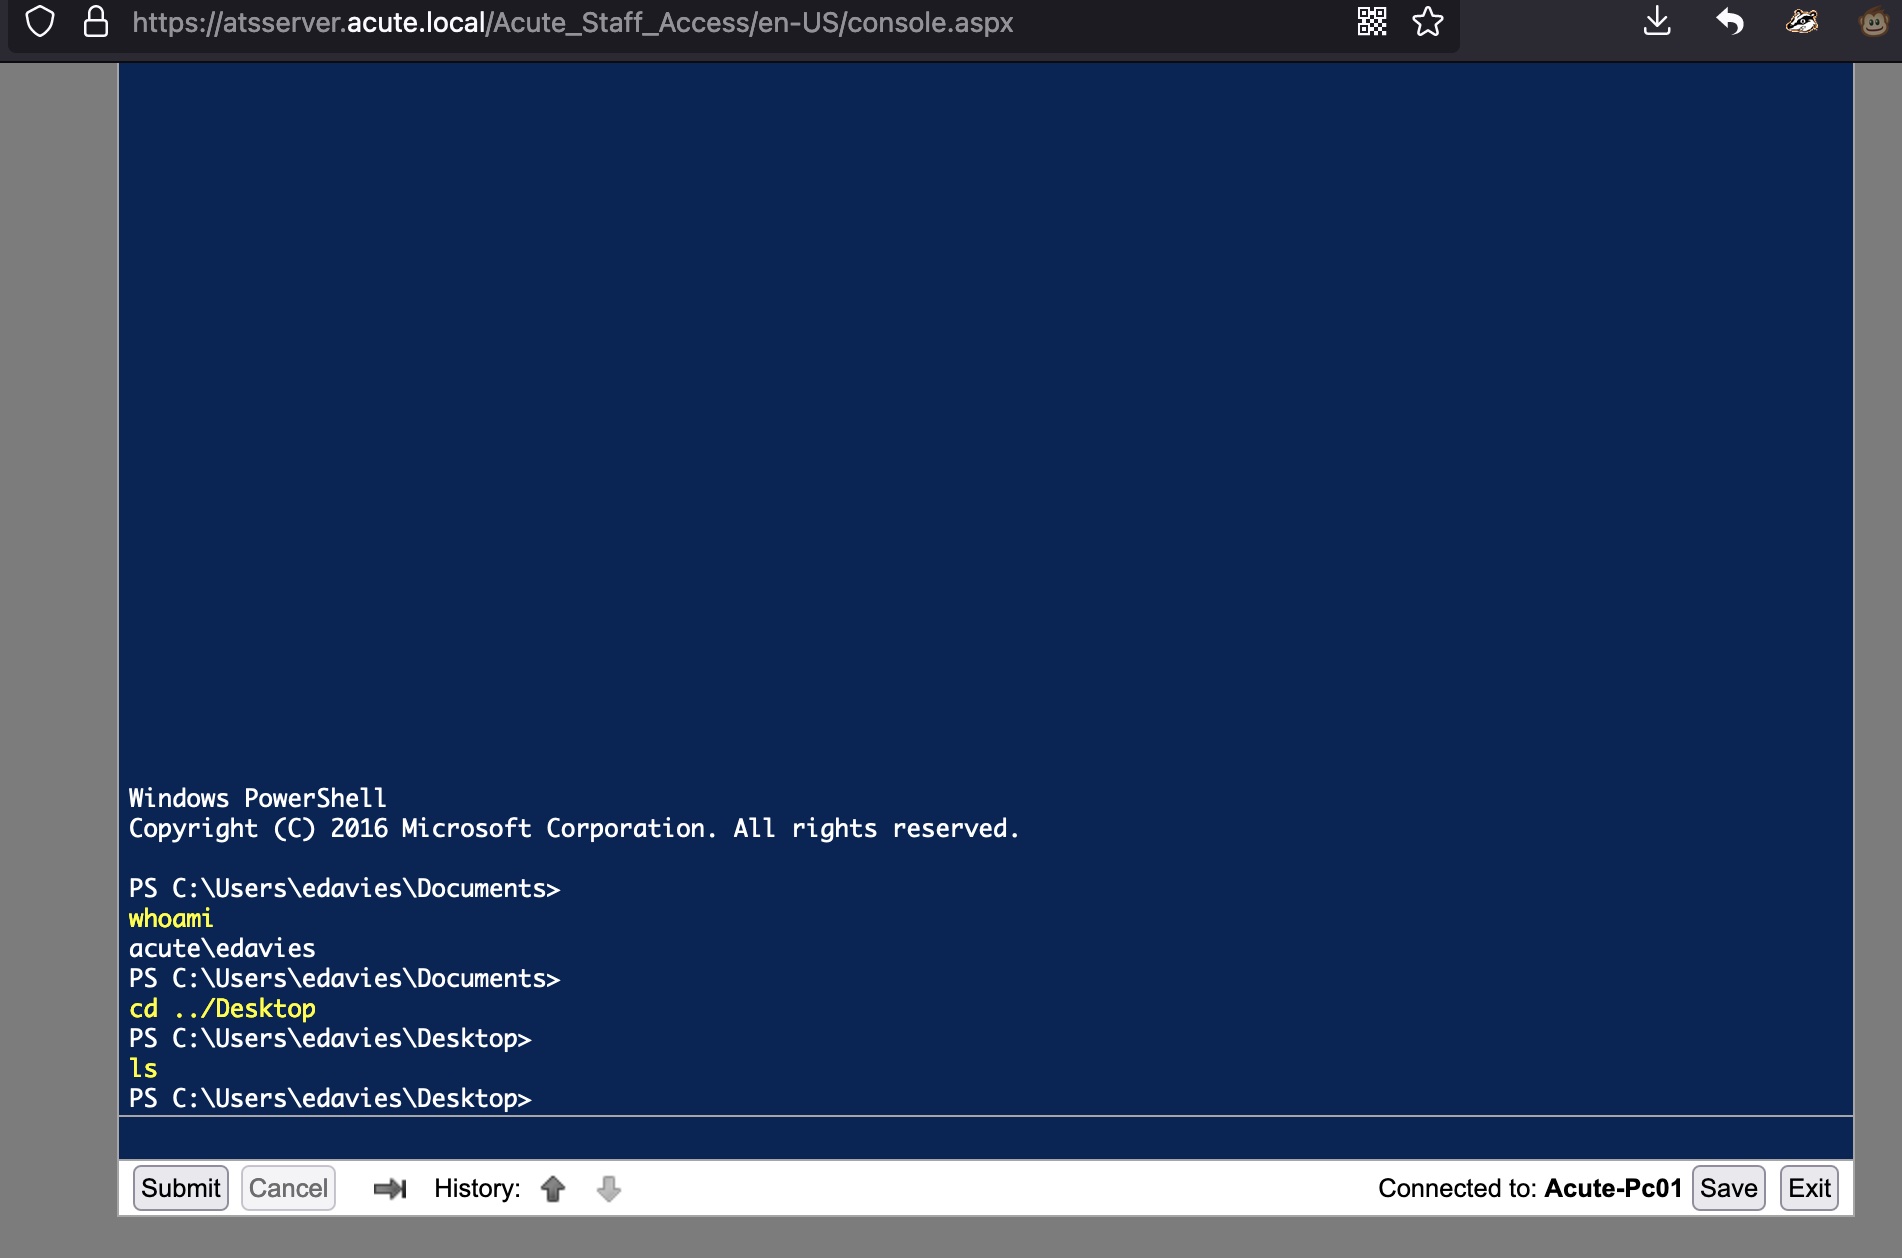 https://atsserver.acute.local/Acute_Staff_Access/en-US/console.aspx
Windows PowerShell
Copyright (C) 2016 Microsoft Corporation. All rights reserved.
PS C:\Users\edavies\Documents>
whoami
acute\edavies
PS C:\Users\edavies\Documents>
cd ../Desktop
PS C:\Users\edavies\Desktop>
ls
PS C:\Users\edavies\Desktop>
Submit Cancel History: Connected to: Acute-Pc01 Save Exit